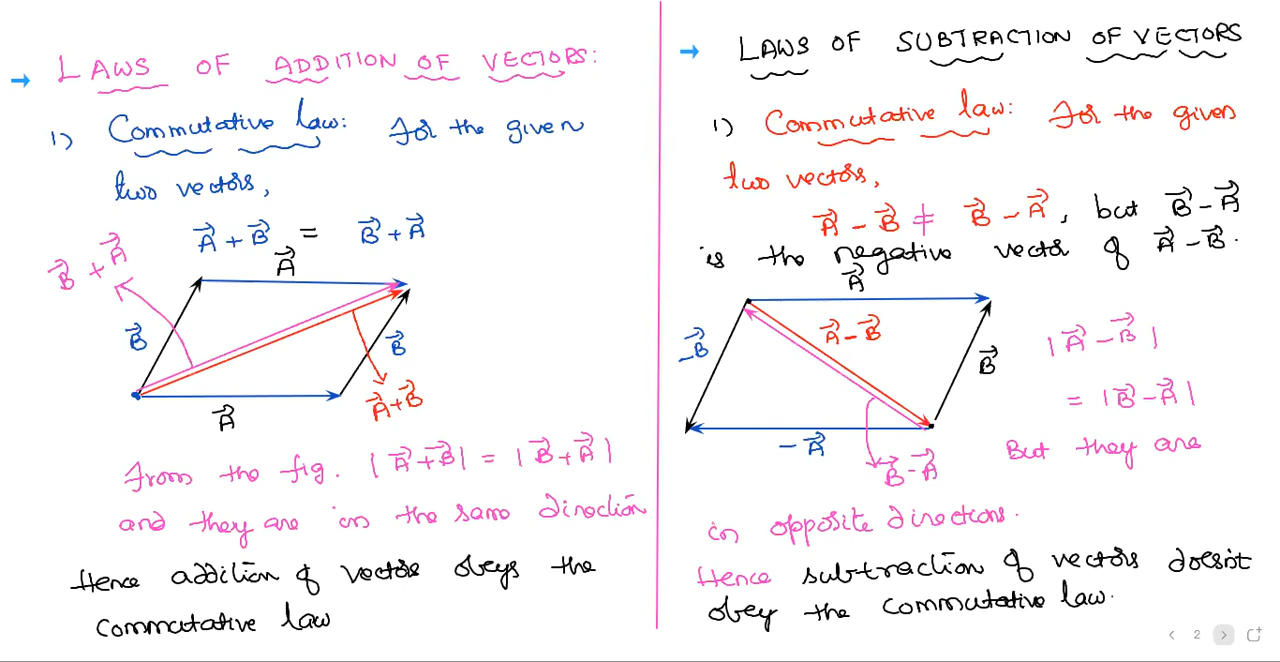 → LAWS OF ADDITION OF VECTORS:
1) Commutative law: For the given
two vectors,
A⃗ + B⃗ = B⃗ + A⃗
B⃗ + A⃗
A⃗
B⃗
B⃗
A⃗
A⃗ + B⃗
From the fig. |A⃗ + B⃗| = |B⃗ + A⃗|
and they are in the same direction
Hence addition of vectors obeys the
commutative law
→ LAWS OF SUBTRACTION OF VECTORS
1) Commutative law: For the given
two vectors,
A⃗ − B⃗ ≠ B⃗ − A⃗, but B⃗ − A⃗
is the negative vector of A⃗ − B⃗.
A⃗
−B⃗
A⃗ − B⃗
B⃗
−A⃗
B⃗ − A⃗
|A⃗ − B⃗|
= |B⃗ − A⃗|
But they are
in opposite directions.
Hence subtraction of vectors doesn't
obey the commutative law.
2